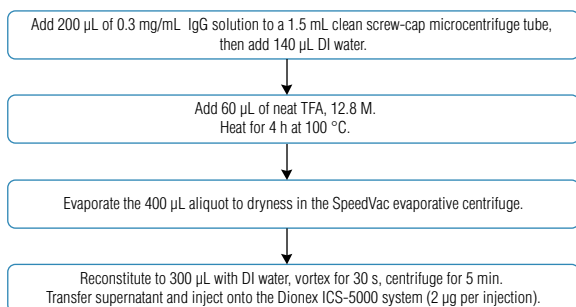 Add 200 µL of 0.3 mg/mL IgG solution to a 1.5 mL clean screw-cap microcentrifuge tube,
then add 140 µL DI water.
Add 60 µL of neat TFA, 12.8 M.
Heat for 4 h at 100 °C.
Evaporate the 400 µL aliquot to dryness in the SpeedVac evaporative centrifuge.
Reconstitute to 300 µL with DI water, vortex for 30 s, centrifuge for 5 min.
Transfer supernatant and inject onto the Dionex ICS-5000 system (2 µg per injection).